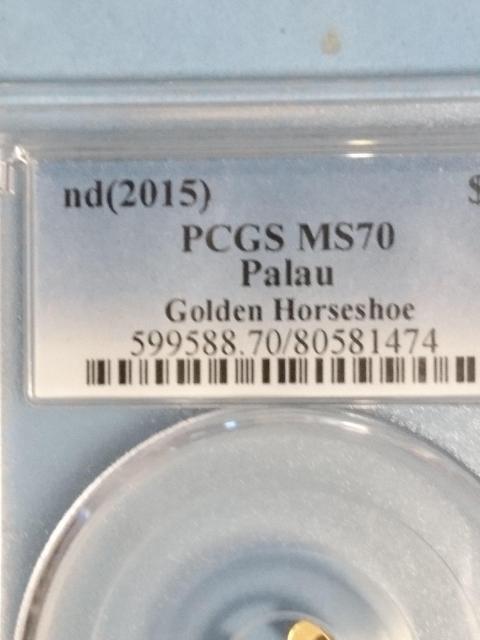 nd(2015) $
PCGS MS70
Palau
Golden Horseshoe
599588.70/80581474